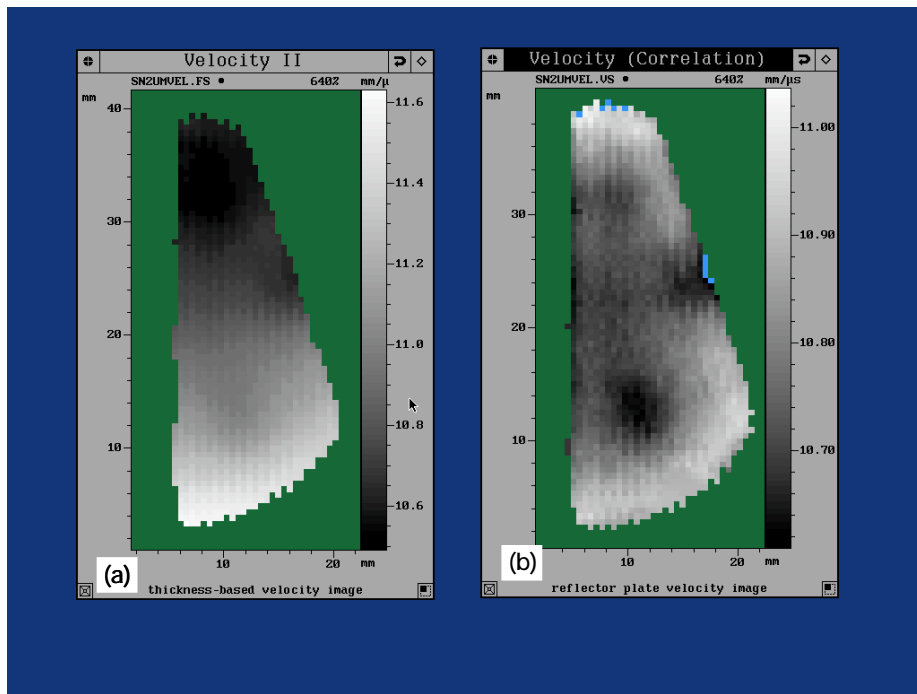 Velocity II
SN2UMVEL.FS ● 640% mm/μ
mm
40
30
20
10
10 20 mm
11.6
11.4
11.2
11.0
10.8
10.6
(a)
thickness-based velocity image
Velocity (Correlation)
SN2UMVEL.VS ● 640% mm/μs
mm
30
20
10
10 20 mm
11.00
10.90
10.80
10.70
(b)
reflector plate velocity image